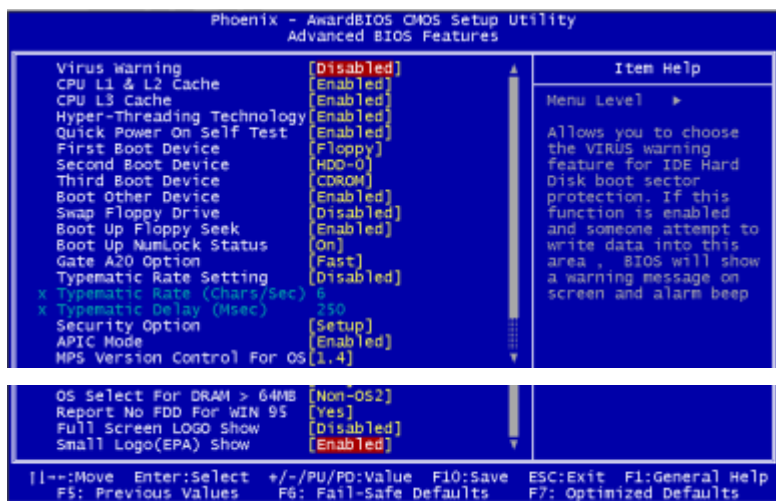 Phoenix - AwardBIOS CMOS Setup Utility
Advanced BIOS Features
Virus Warning [Disabled]
CPU L1 & L2 Cache [Enabled]
CPU L3 Cache [Enabled]
Hyper-Threading Technology[Enabled]
Quick Power On Self Test [Enabled]
First Boot Device [Floppy]
Second Boot Device [HDD-0]
Third Boot Device [CDROM]
Boot Other Device [Enabled]
Swap Floppy Drive [Disabled]
Boot Up Floppy Seek [Enabled]
Boot Up NumLock Status [On]
Gate A20 Option [Fast]
Typematic Rate Setting [Disabled]
x Typematic Rate (Chars/Sec) 6
x Typematic Delay (Msec) 250
Security Option [Setup]
APIC Mode [Enabled]
MPS Version Control For OS[1.4]
OS Select For DRAM > 64MB [Non-OS2]
Report No FDD For WIN 95 [Yes]
Full Screen LOGO Show [Disabled]
Small Logo(EPA) Show [Enabled]
Item Help
Menu Level ►
Allows you to choose
the VIRUS warning
feature for IDE Hard
Disk boot sector
protection. If this
function is enabled
and someone attempt to
write data into this
area , BIOS will show
a warning message on
screen and alarm beep
↑↓→←:Move Enter:Select +/-/PU/PD:Value F10:Save ESC:Exit F1:General Help
F5: Previous Values F6: Fail-Safe Defaults F7: Optimized Defaults